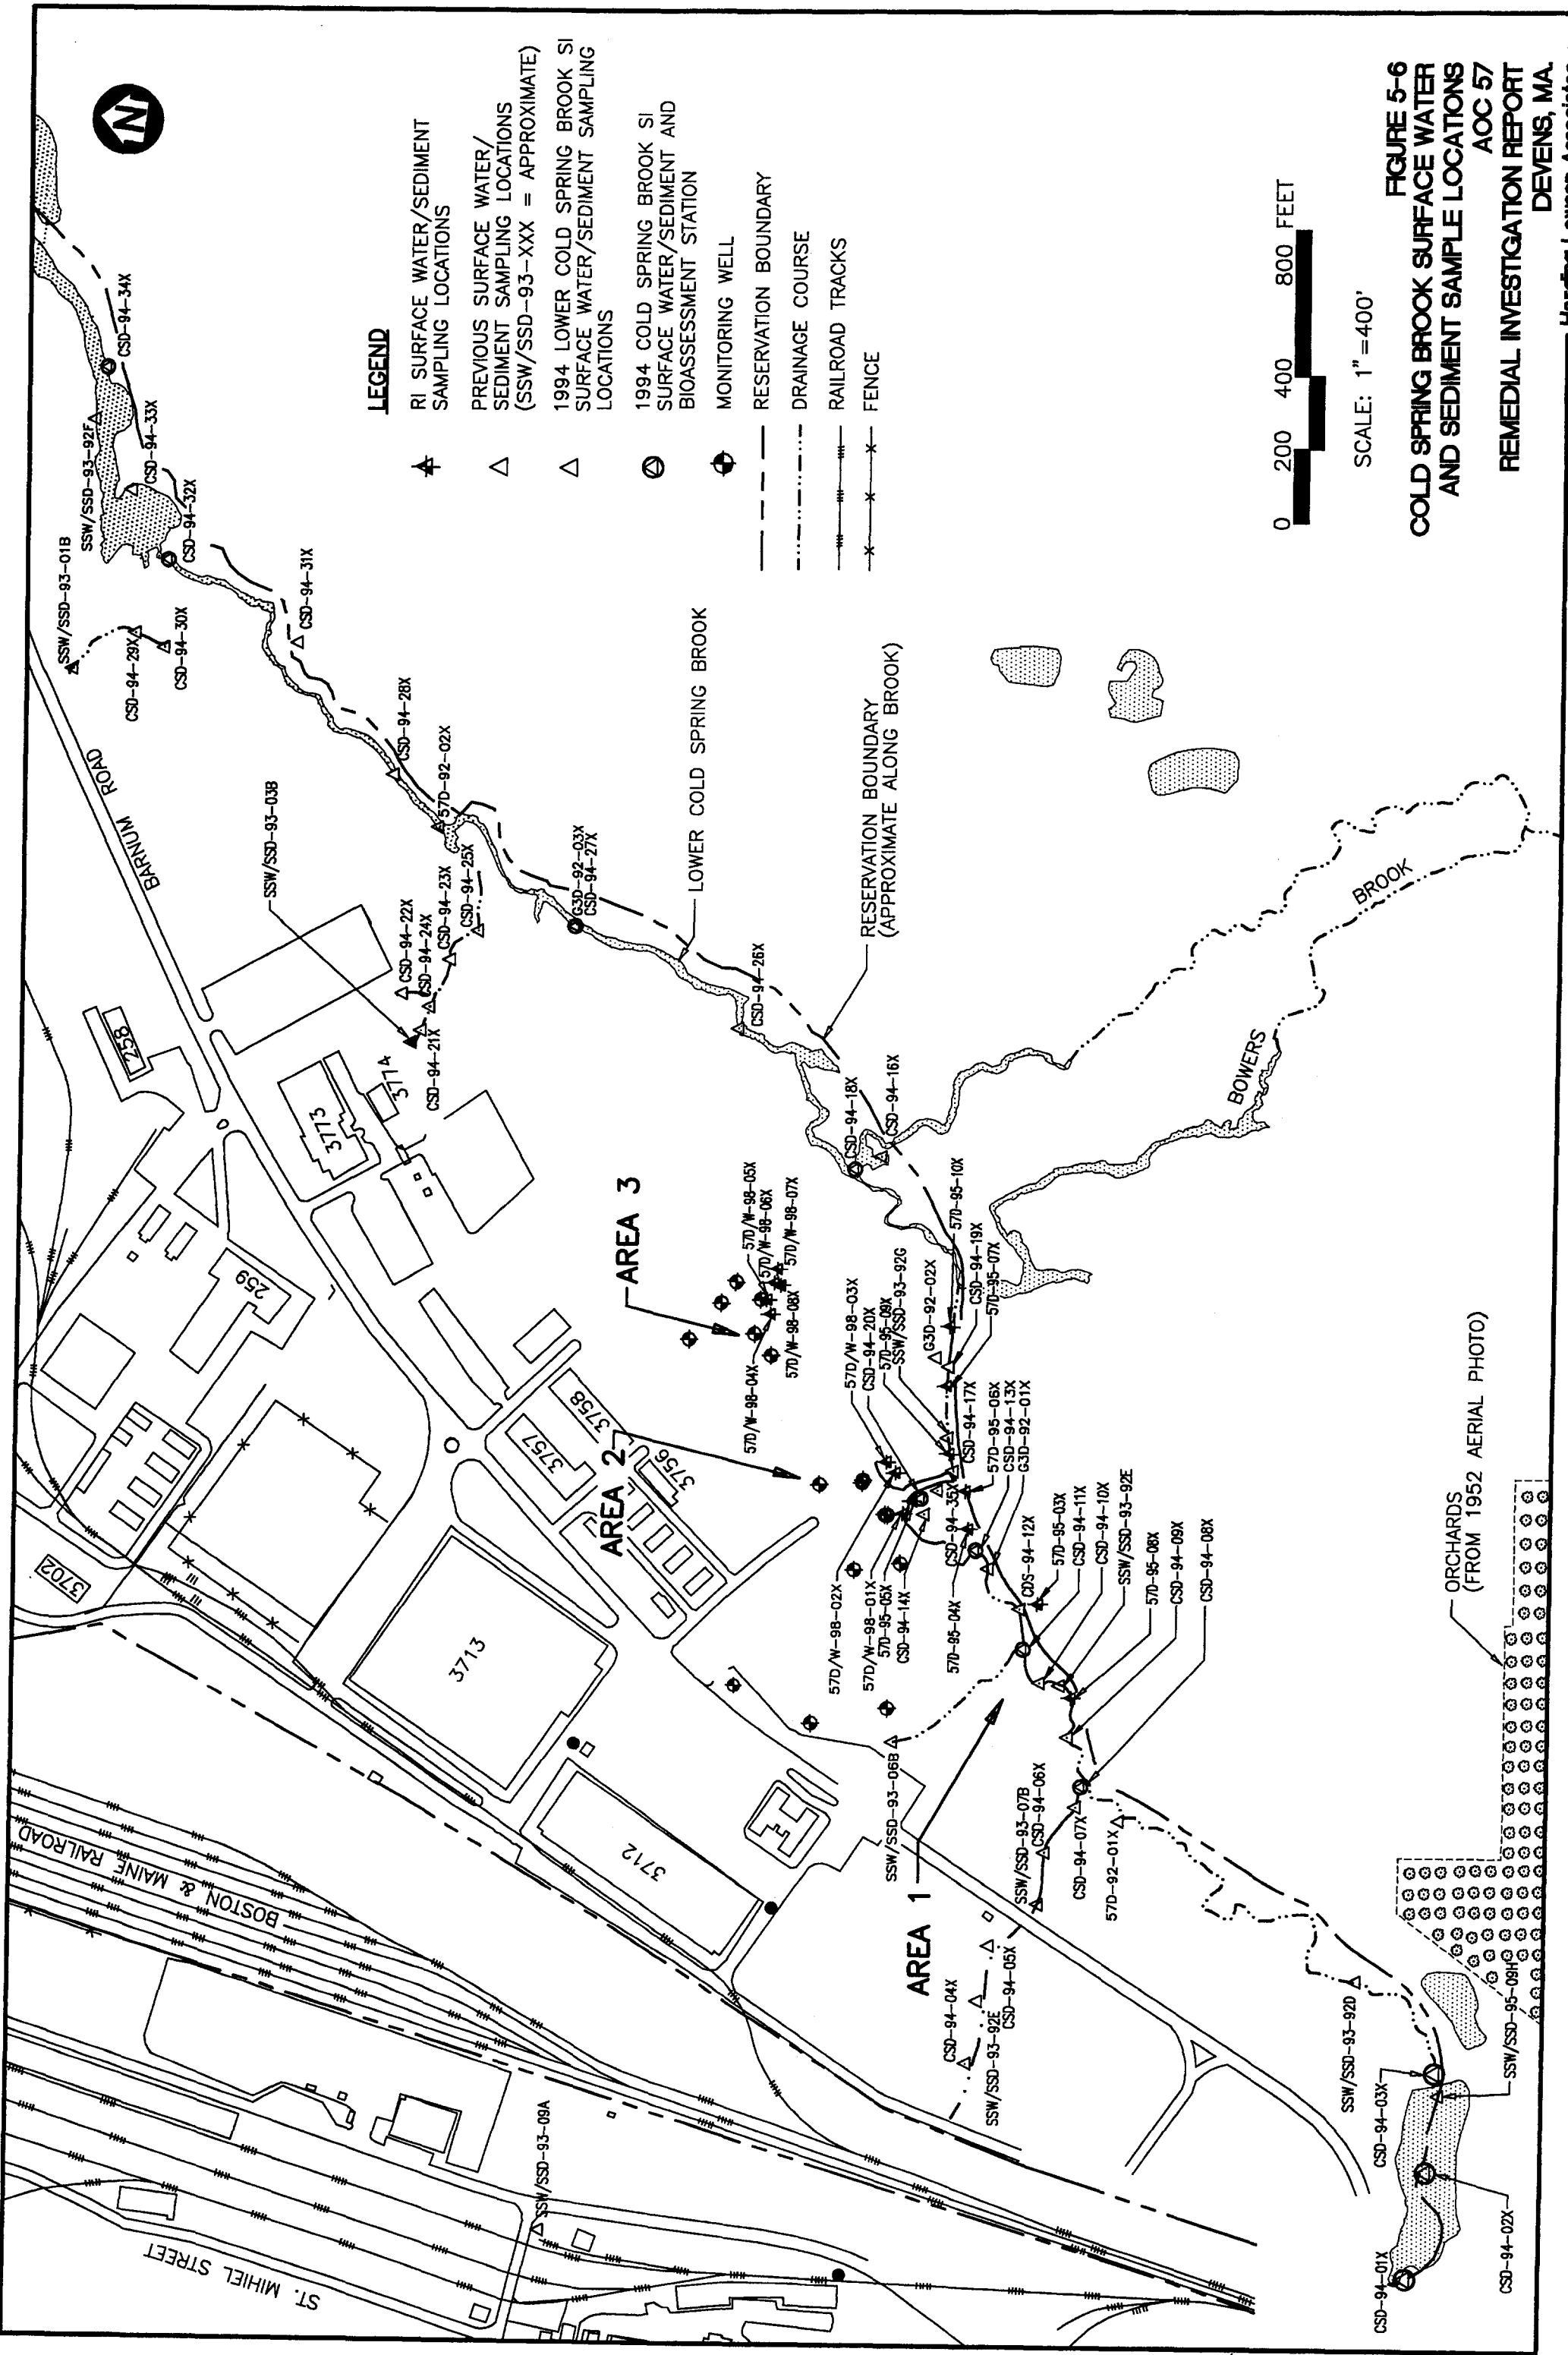 N
LEGEND
RI SURFACE WATER/SEDIMENT
SAMPLING LOCATIONS
PREVIOUS SURFACE WATER/
SEDIMENT SAMPLING LOCATIONS
(SSW/SSD-93-XXX = APPROXIMATE)
1994 LOWER COLD SPRING BROOK SI
SURFACE WATER/SEDIMENT SAMPLING
LOCATIONS
1994 COLD SPRING BROOK SI
SURFACE WATER/SEDIMENT AND
BIOASSESSMENT STATION
MONITORING WELL
RESERVATION BOUNDARY
DRAINAGE COURSE
RAILROAD TRACKS
FENCE
0 200 400 800 FEET
SCALE: 1"=400'
FIGURE 5-6
COLD SPRING BROOK SURFACE WATER
AND SEDIMENT SAMPLE LOCATIONS
AOC 57
REMEDIAL INVESTIGATION REPORT
DEVENS, MA.
Harding Lawson Associates
ST. MIHIEL STREET
BOSTON & MAINE RAILROAD
BARNUM ROAD
LOWER COLD SPRING BROOK
RESERVATION BOUNDARY
(APPROXIMATE ALONG BROOK)
BOWERS
BROOK
ORCHARDS
(FROM 1952 AERIAL PHOTO)
AREA 1
AREA 2
AREA 3
3702
3713
3712
259
258
3773
3774
3757
3758
3756
SSW/SSD-93-09A
SSW/SSD-93-01B
SSW/SSD-93-92F
CSD-94-34X
CSD-94-33X
CSD-94-32X
CSD-94-29X
CSD-94-30X
CSD-94-31X
CSD-94-28X
57D-92-02X
SSW/SSD-93-03B
CSD-94-22X
CSD-94-24X
CSD-94-23X
CSD-94-25X
CSD-94-21X
G3D-92-03X
CSD-94-27X
CSD-94-26X
CSD-94-18X
CSD-94-16X
57D/W-98-05X
57D/W-98-06X
57D/W-98-07X
57D/W-98-04X
57D/W-98-08X
57D/W-98-03X
CSD-94-20X
57D-95-09X
SSW/SSD-93-92G
G3D-92-02X
57D-95-10X
CSD-94-19X
57D-95-07X
CSD-94-17X
57D-95-06X
CSD-94-13X
G3D-92-01X
CSD-94-35X
57D/W-98-02X
57D/W-98-01X
57D-95-05X
CSD-94-14X
57D-95-04X
CDS-94-12X
57D-95-03X
CSD-94-11X
CSD-94-10X
SSW/SSD-93-92E
57D-95-08X
CSD-94-09X
CSD-94-08X
SSW/SSD-93-06B
SSW/SSD-93-07B
CSD-94-06X
CSD-94-07X
57D-92-01X
CSD-94-04X
SSW/SSD-93-92E
CSD-94-05X
SSW/SSD-93-92D
CSD-94-03X
SSW/SSD-95-09H
CSD-94-01X
CSD-94-02X